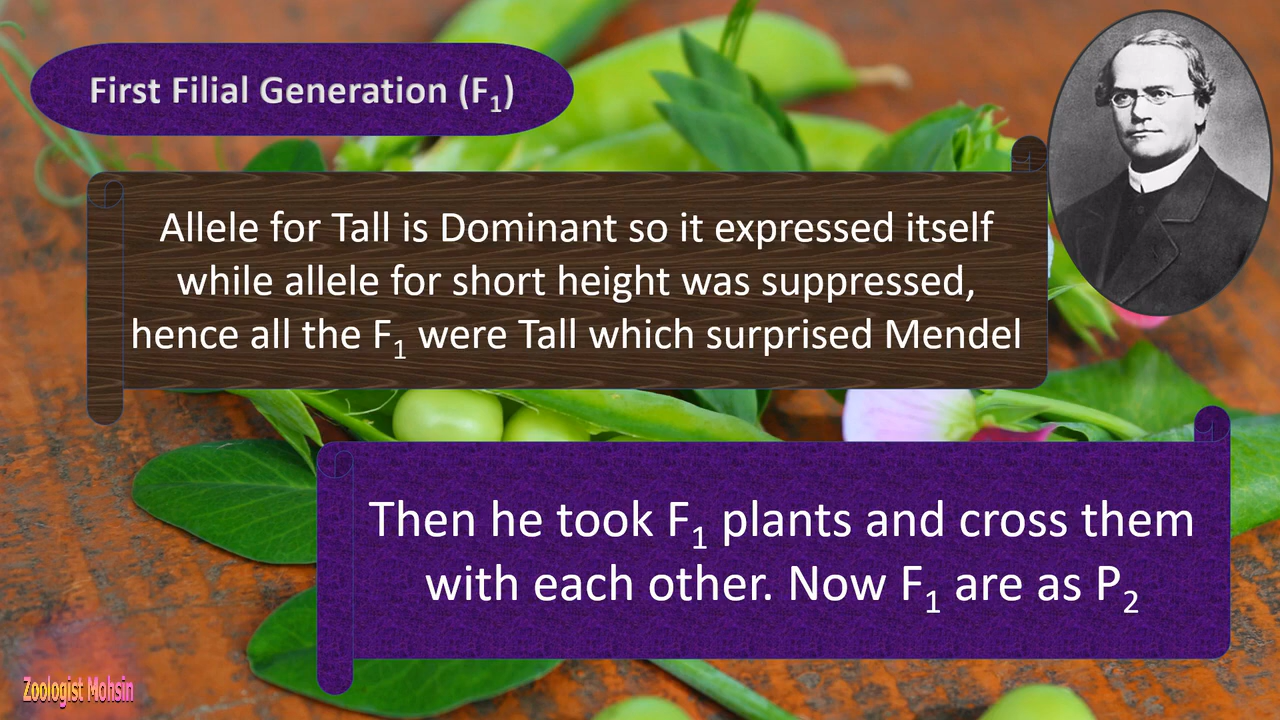 First Filial Generation (F₁)
Allele for Tall is Dominant so it expressed itself
while allele for short height was suppressed,
hence all the F₁ were Tall which surprised Mendel
Then he took F₁ plants and cross them
with each other. Now F₁ are as P₂
Zoologist Mohsin